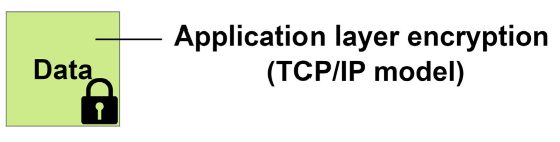 Application layer encryption
Data
(TCP/IP model)